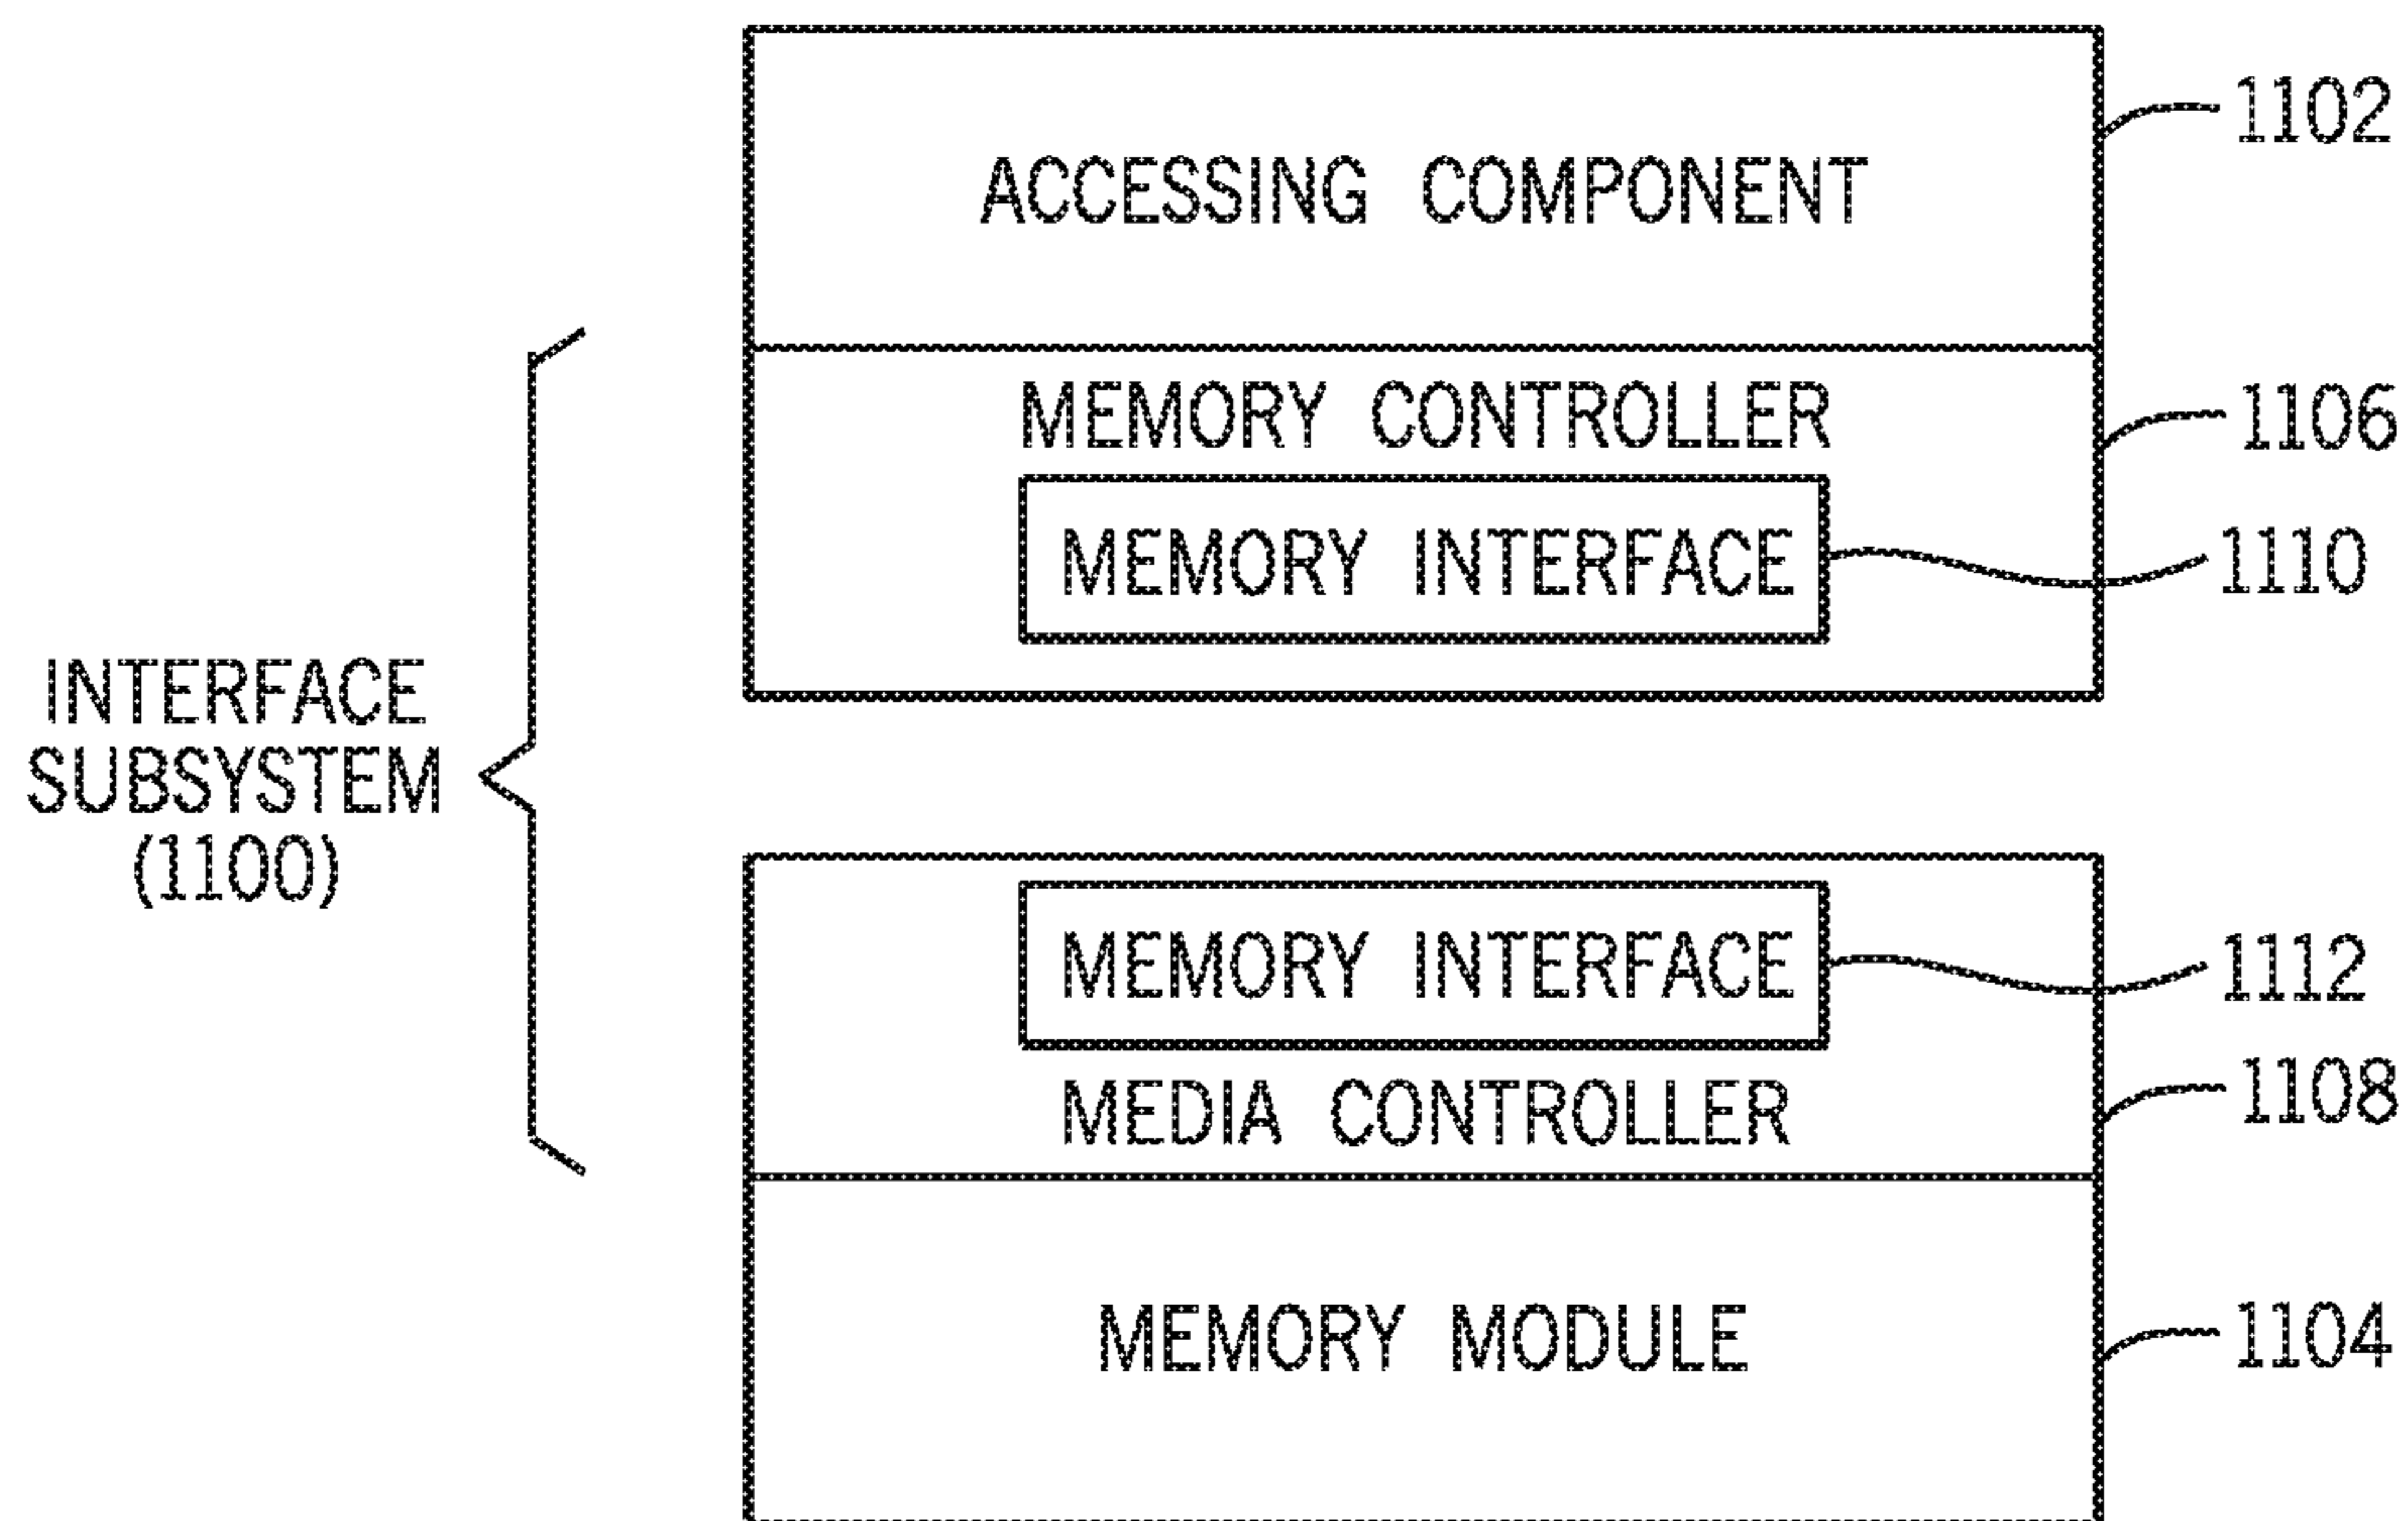 ACCESSING COMPONENT
1102
MEMORY CONTROLLER
1106
MEMORY INTERFACE
1110
INTERFACE
SUBSYSTEM
(1100)
MEMORY INTERFACE
1112
MEDIA CONTROLLER
1108
MEMORY MODULE
1104